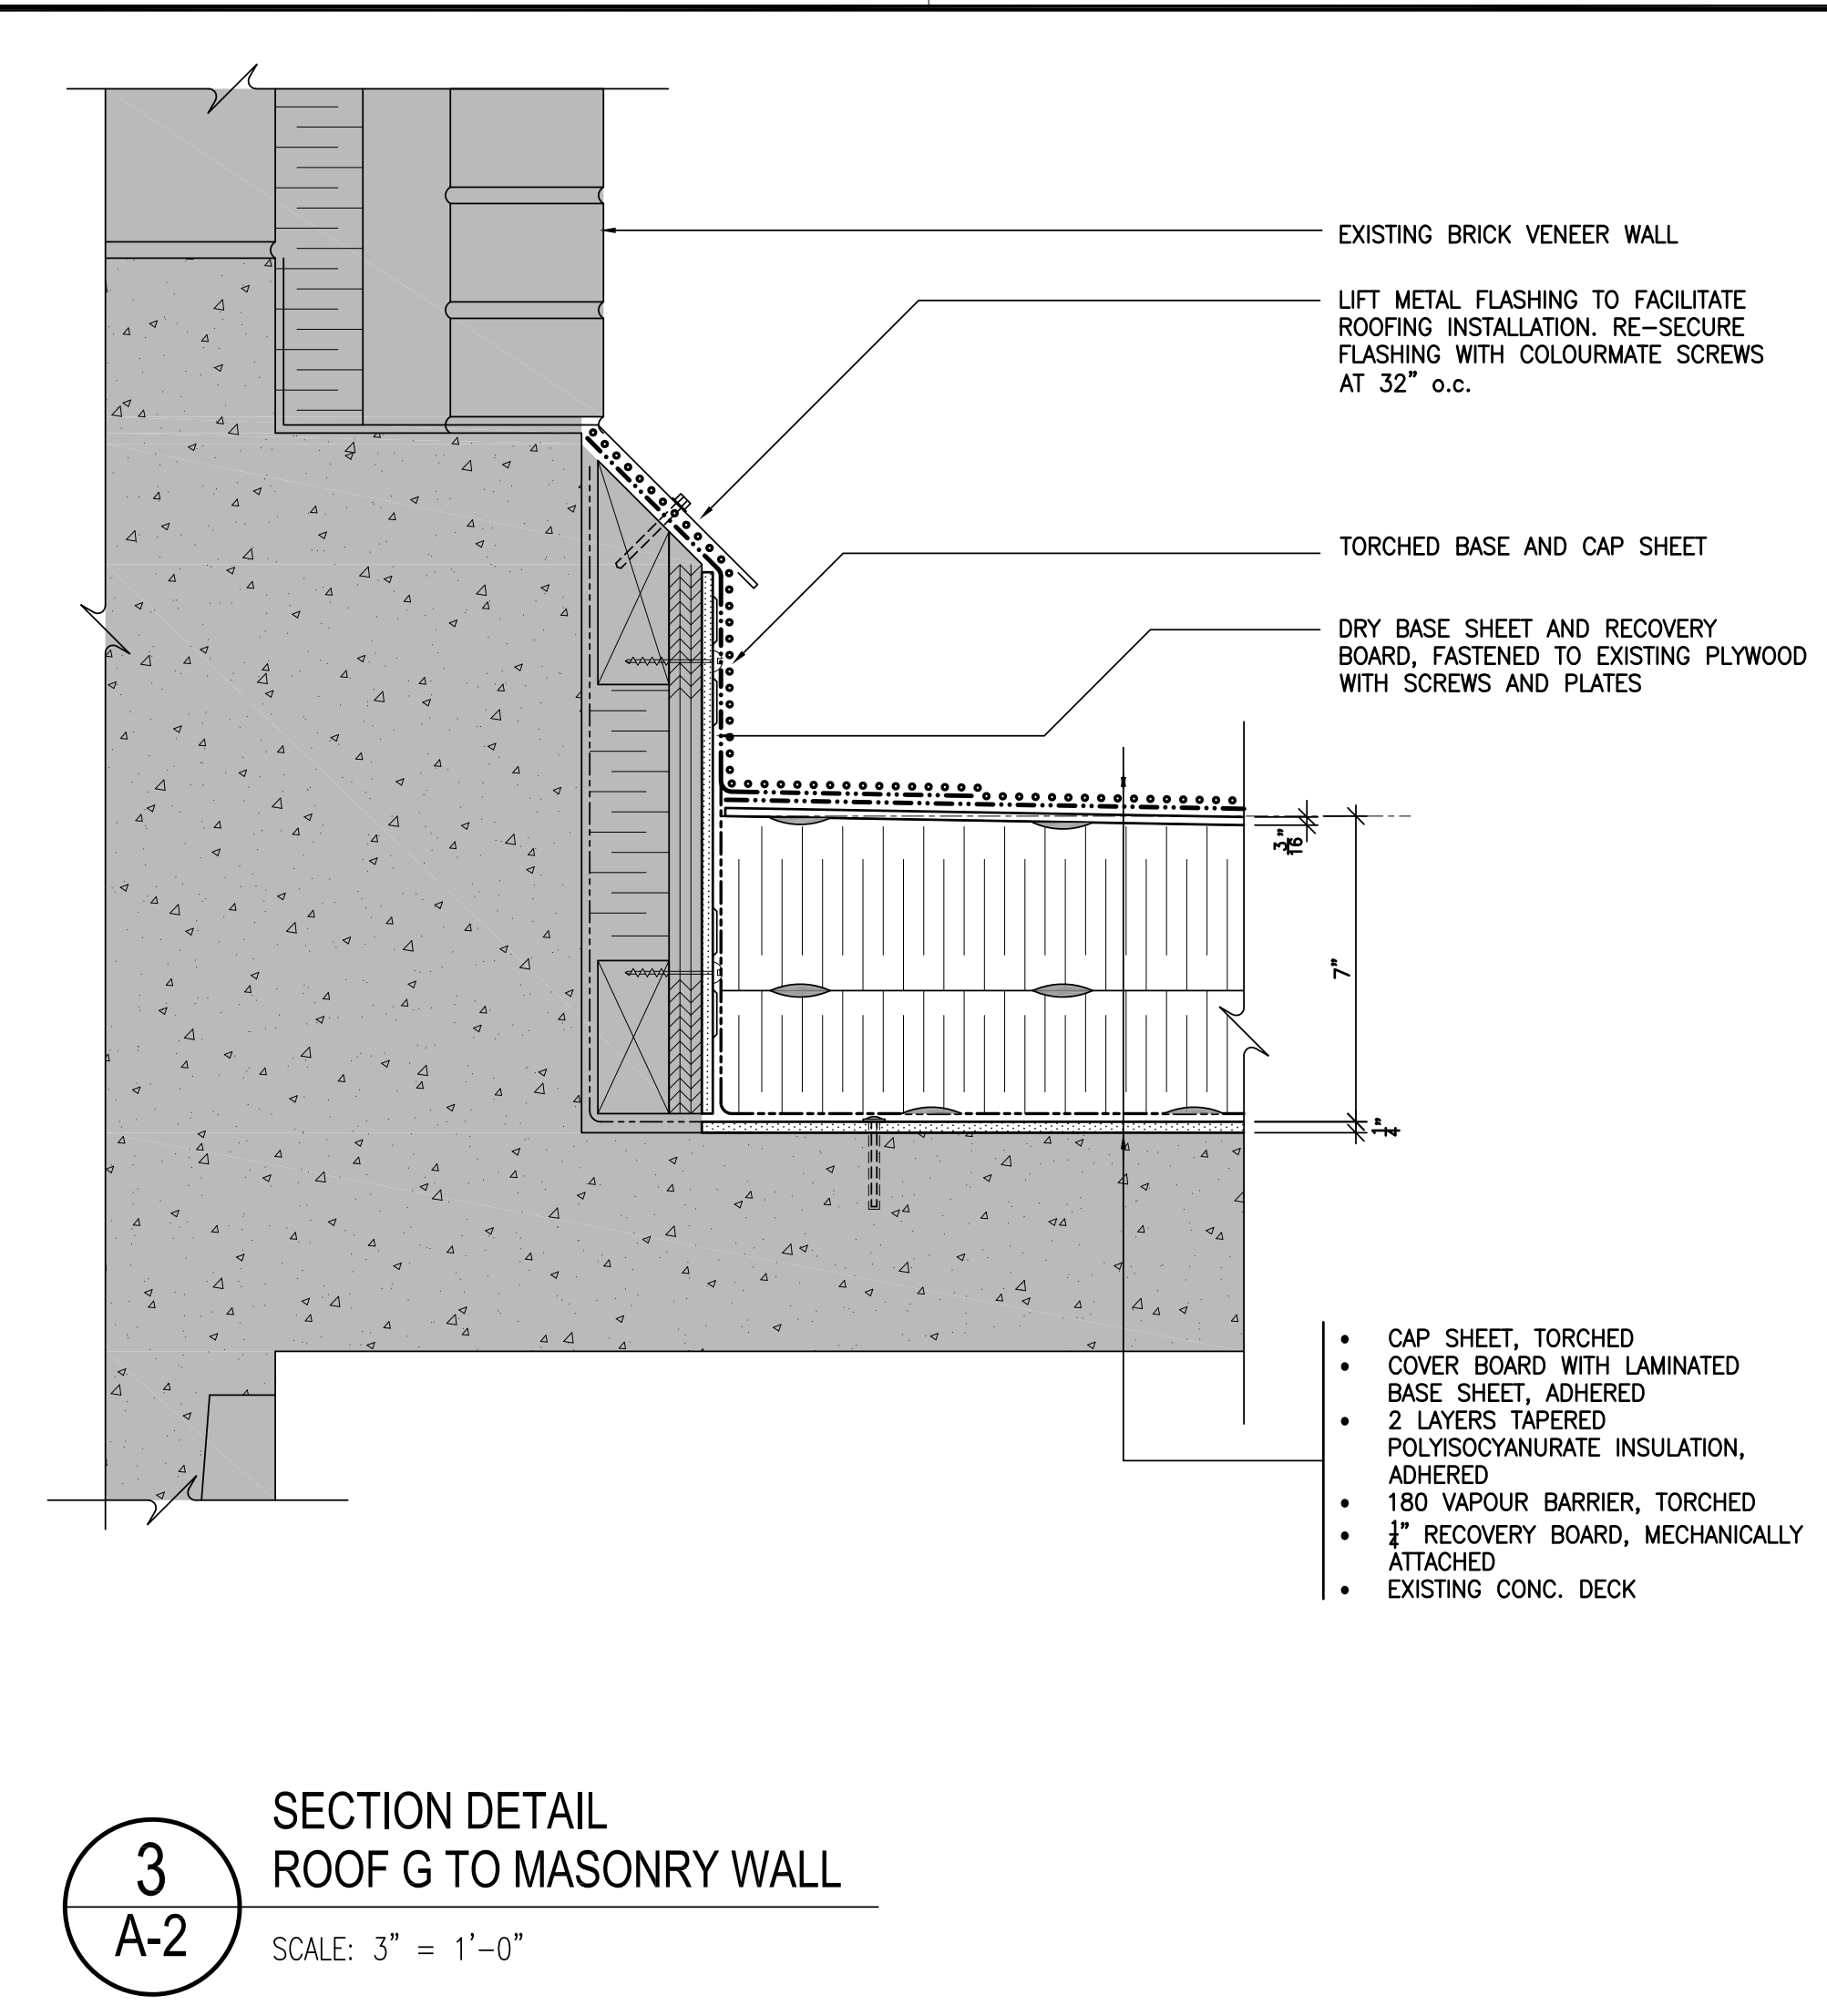 EXISTING BRICK VENEER WALL
LIFT METAL FLASHING TO FACILITATE
ROOFING INSTALLATION. RE-SECURE
FLASHING WITH COLOURMATE SCREWS
AT 32" o.c.
TORCHED BASE AND CAP SHEET
DRY BASE SHEET AND RECOVERY
BOARD, FASTENED TO EXISTING PLYWOOD
WITH SCREWS AND PLATES
3/16"
7"
1/4"
• CAP SHEET, TORCHED
• COVER BOARD WITH LAMINATED
BASE SHEET, ADHERED
• 2 LAYERS TAPERED
POLYISOCYANURATE INSULATION,
ADHERED
• 180 VAPOUR BARRIER, TORCHED
• 1/4" RECOVERY BOARD, MECHANICALLY
ATTACHED
• EXISTING CONC. DECK
SECTION DETAIL
ROOF G TO MASONRY WALL
3
A-2
SCALE: 3" = 1'-0"